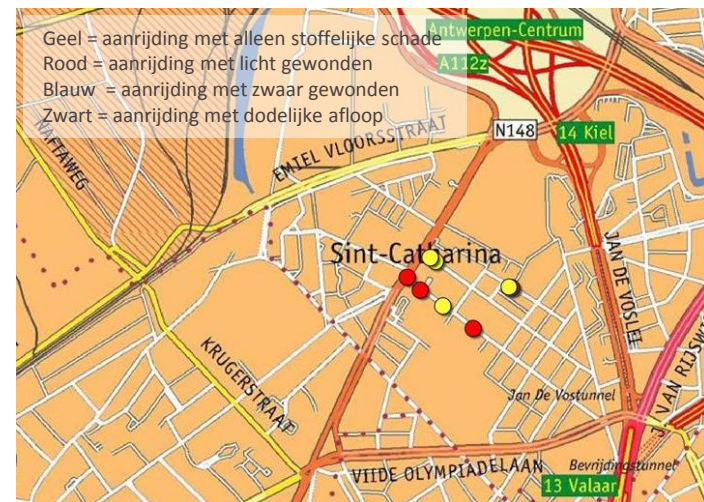 Geel = aanrijding met alleen stoffelijke schade
Rood = aanrijding met licht gewonden
Blauw = aanrijding met zwaar gewonden
Zwart = aanrijding met dodelijke afloop
Antwerpen-Centrum
A112z
N148
14 Kiel
EMIEL VLOORSSTRAAT
NAFTAWEG
Sint-Catharina
JAN DE VOSLEI
KRUGERSTRAAT
J. VAN RIJSW
Jan De Vostunnel
VIIDE OLYMPIADELAAN
Bevrijdingstunnel
13 Valaar